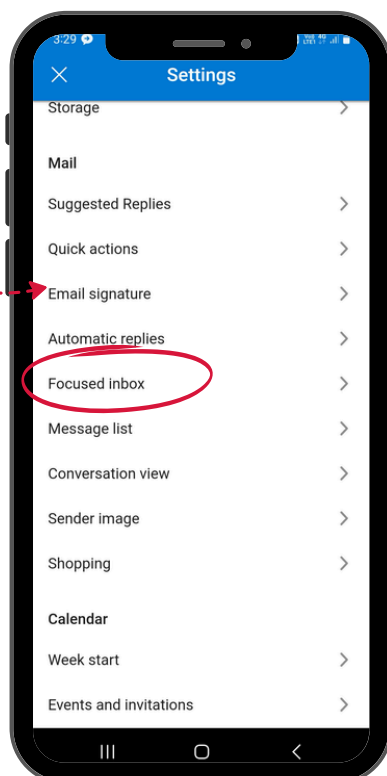 3:29
Settings
Storage
Mail
Suggested Replies
Quick actions
Email signature
Automatic replies
Focused inbox
Message list
Conversation view
Sender image
Shopping
Calendar
Week start
Events and invitations